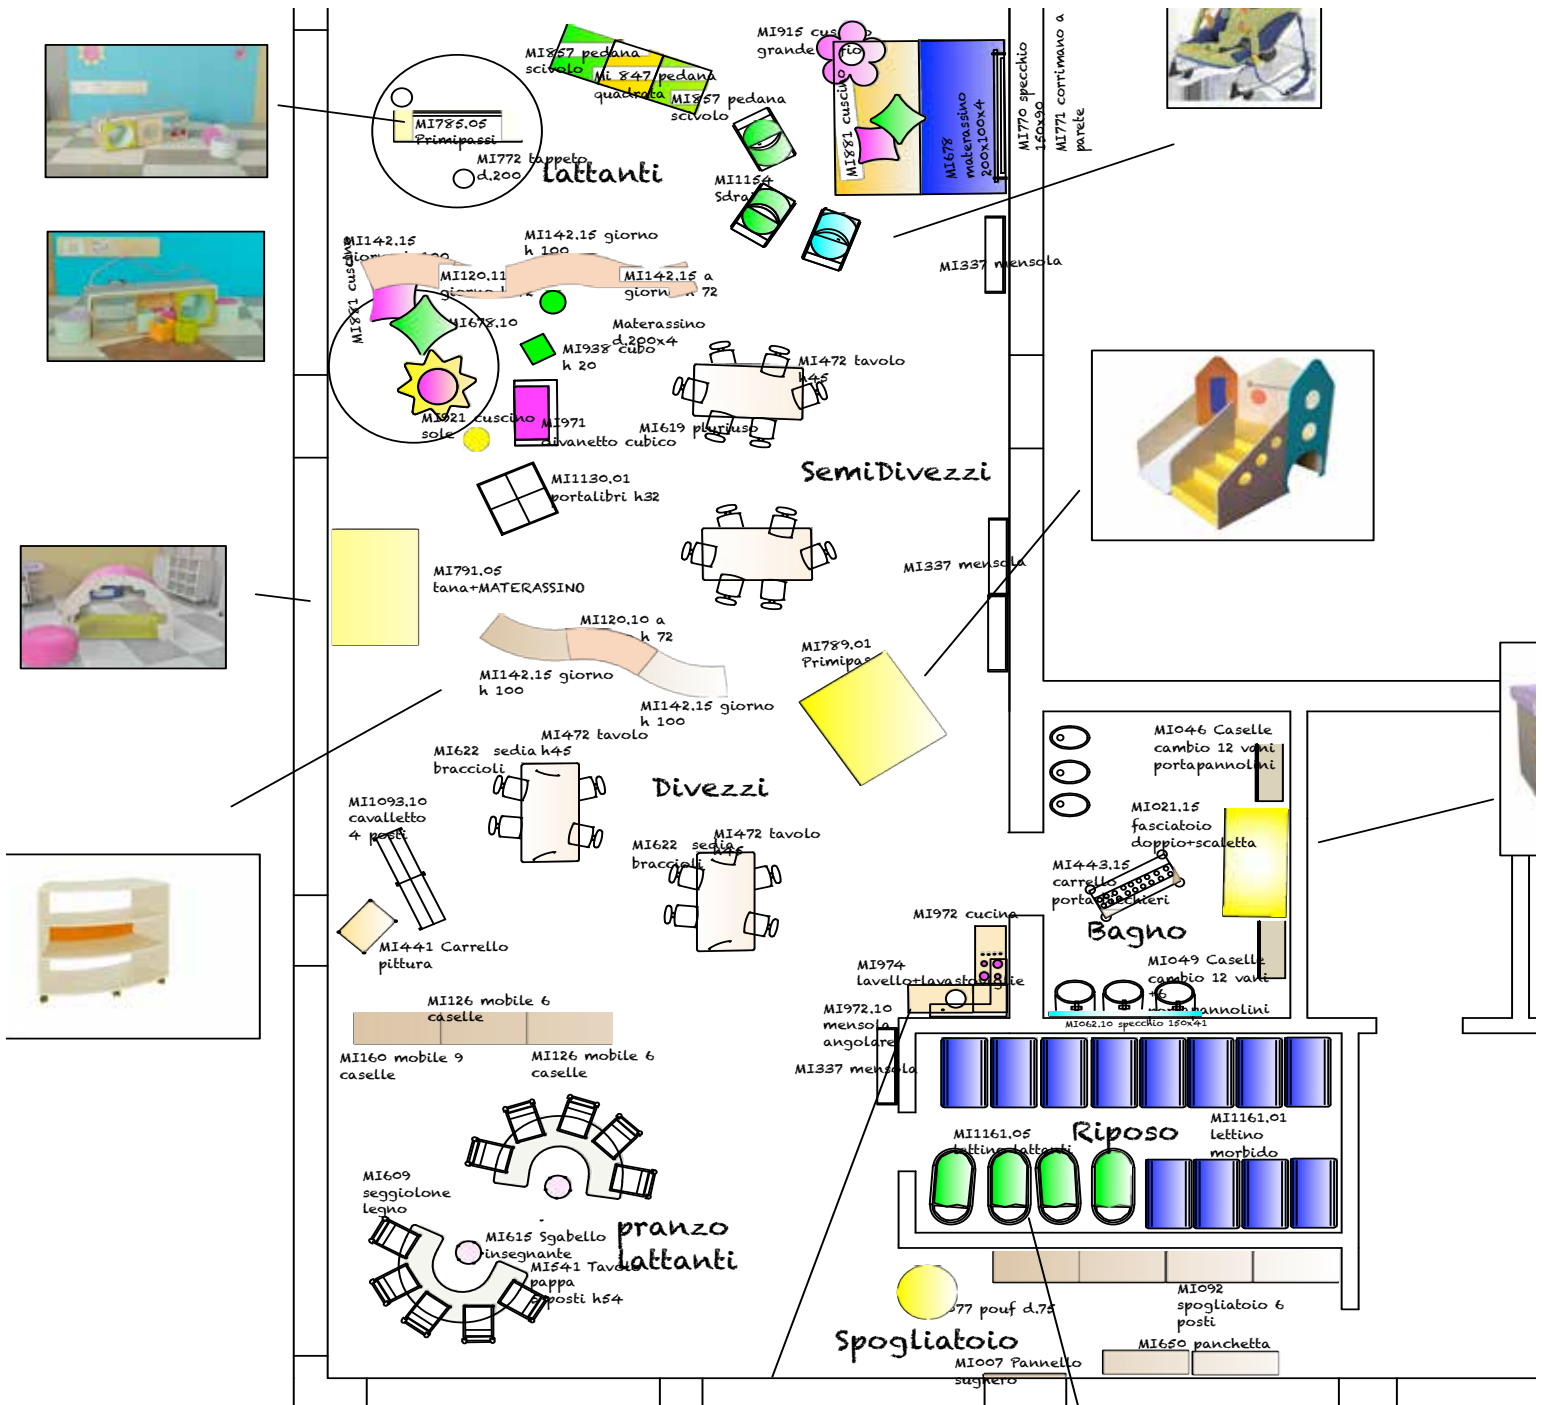 MI857 pedana
scivolo
Mi 847 pedana
quadrata
MI857 pedana
scivolo
MI915
grande
MI881 cuscino
MI678
materassino
200x100x4
MI770 specchio
150x90
MI771 corrimano a
parete
MI785.05
Primipassi
MI772 tappeto
d.200
Lattanti
MI1154
MI142.15
MI142.15 giorno
h 100
MI120.11
MI142.15 a
giorno h 72
MI337 mensola
MI881 cuscino
MI678.10
Materassino
d.200x4
MI938 cubo
h 20
MI472 tavolo
h45
MI921 cuscino
sole
MI971
divanetto cubico
MI619 pluriuso
SemiDivezzi
MI1130.01
portalibri h32
MI337 mensola
MI791.05
tana+MATERASSINO
MI120.10 a
h 72
MI142.15 giorno
h 100
MI142.15 giorno
h 100
MI789.01
MI472 tavolo
h45
MI622 sedia
braccioli
Divezzi
MI046 Caselle
cambio 12 vani
portapannolini
MI1093.10
cavalletto
4 posti
MI021.15
fasciatoio
doppio+scaletta
MI622 sedia
braccioli
MI472 tavolo
h45
MI443.15
carrello
MI972 cucina
Bagno
MI441 Carrello
pittura
MI974
lavello+lavastoviglie
MI049 Caselle
cambio 12 vani
+6
MI126 mobile 6
caselle
MI972.10
mensola
angolare
MI062.10 specchio 150x41
MI160 mobile 9
caselle
MI126 mobile 6
caselle
MI337 mensola
MI1161.05
lettino lattanti
Riposo
MI1161.01
lettino
morbido
MI609
seggiolone
legno
MI615 Sgabello
insegnante
pranzo
lattanti
MI541 Tavolo
pappa
posti h54
MI092
spogliatoio 6
posti
77 pouf d.75
Spogliatoio
MI650 panchetta
MI007 Pannello
sughero